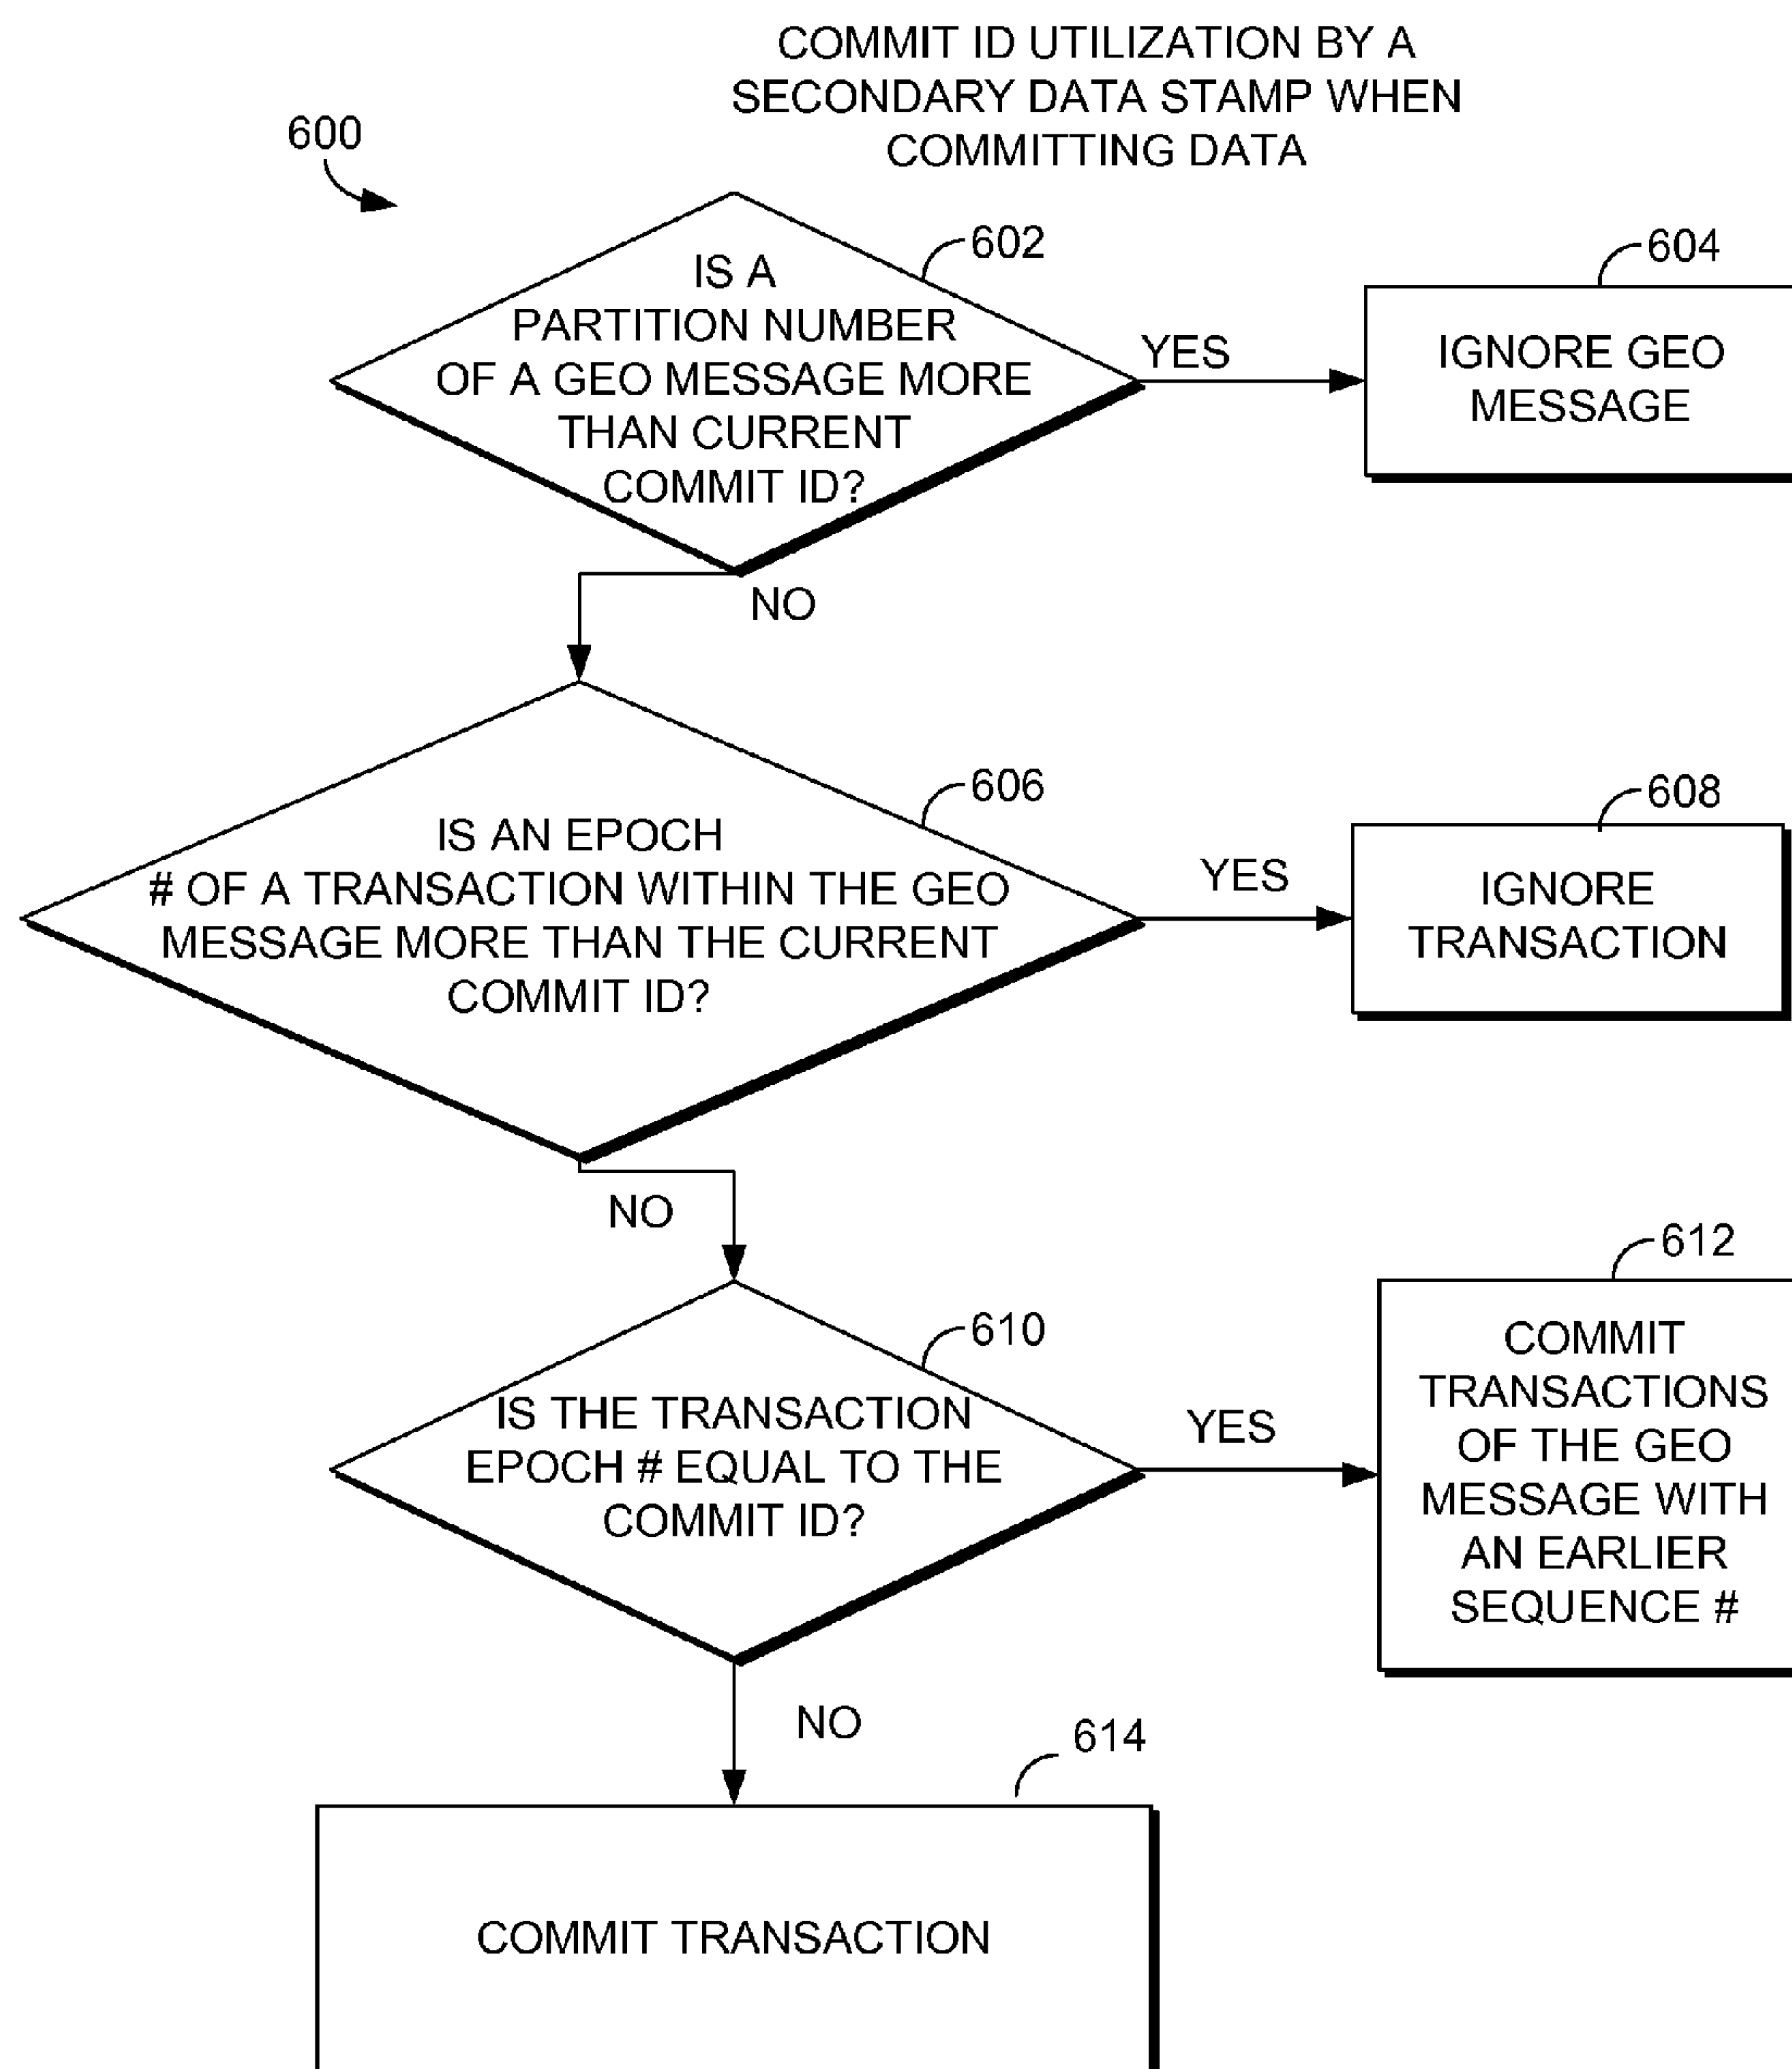 COMMIT ID UTILIZATION BY A
SECONDARY DATA STAMP WHEN
COMMITTING DATA
600
602
IS A
PARTITION NUMBER
OF A GEO MESSAGE MORE
THAN CURRENT
COMMIT ID?
YES
604
IGNORE GEO
MESSAGE
NO
606
IS AN EPOCH
# OF A TRANSACTION WITHIN THE GEO
MESSAGE MORE THAN THE CURRENT
COMMIT ID?
YES
608
IGNORE
TRANSACTION
NO
610
IS THE TRANSACTION
EPOCH # EQUAL TO THE
COMMIT ID?
YES
612
COMMIT
TRANSACTIONS
OF THE GEO
MESSAGE WITH
AN EARLIER
SEQUENCE #
NO
614
COMMIT TRANSACTION